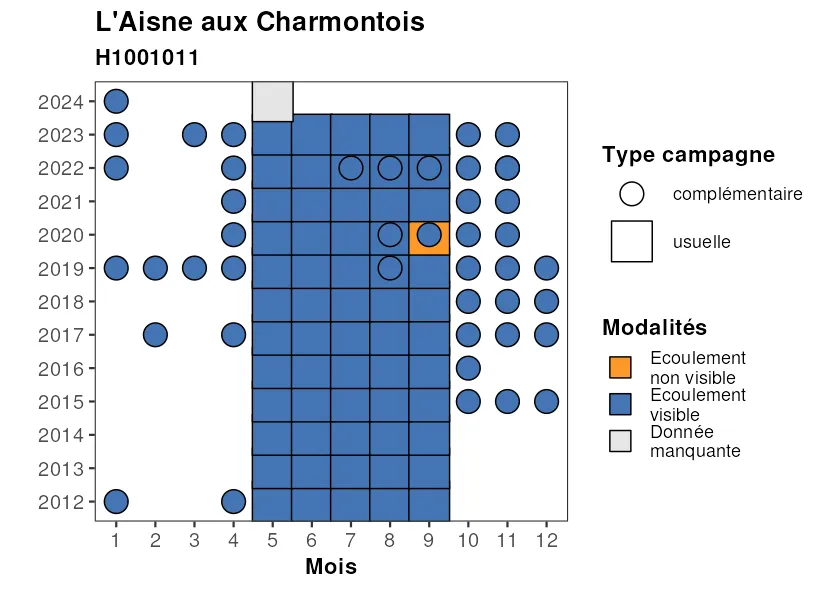 L'Aisne aux Charmontois
H1001011
2024
2023
2022
2021
2020
2019
2018
2017
2016
2015
2014
2013
2012
1 2 3 4 5 6 7 8 9 10 11 12
Mois
Type campagne
complémentaire
usuelle
Modalités
Ecoulement
non visible
Ecoulement
visible
Donnée
manquante